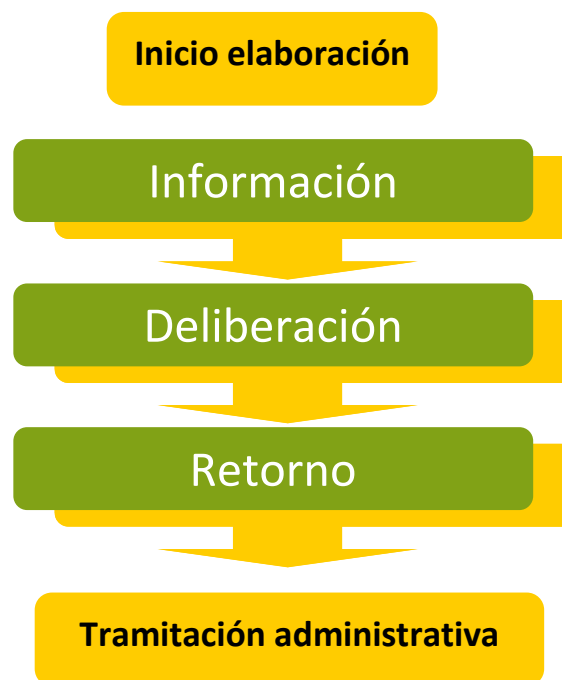 Inicio elaboración
Información
Deliberación
Retorno
Tramitación administrativa